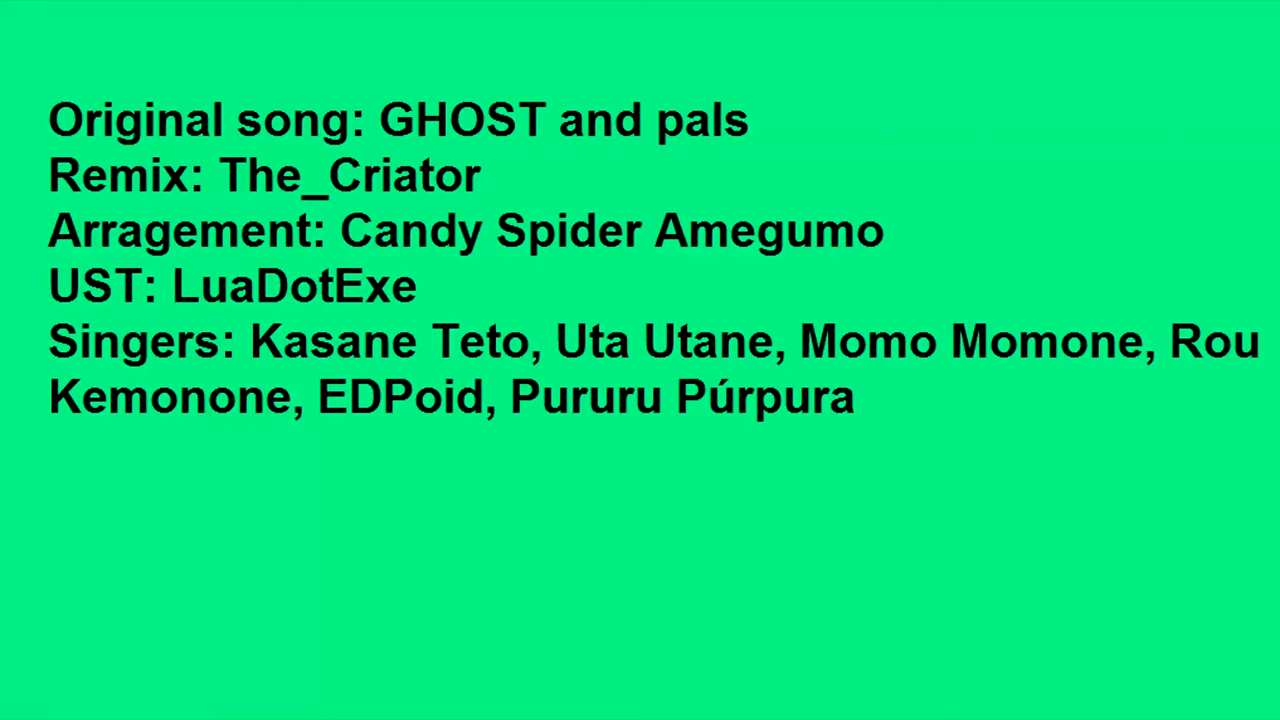 Original song: GHOST and pals
Remix: The_Criator
Arragement: Candy Spider Amegumo
UST: LuaDotExe
Singers: Kasane Teto, Uta Utane, Momo Momone, Rou
Kemonone, EDPoid, Pururu Púrpura